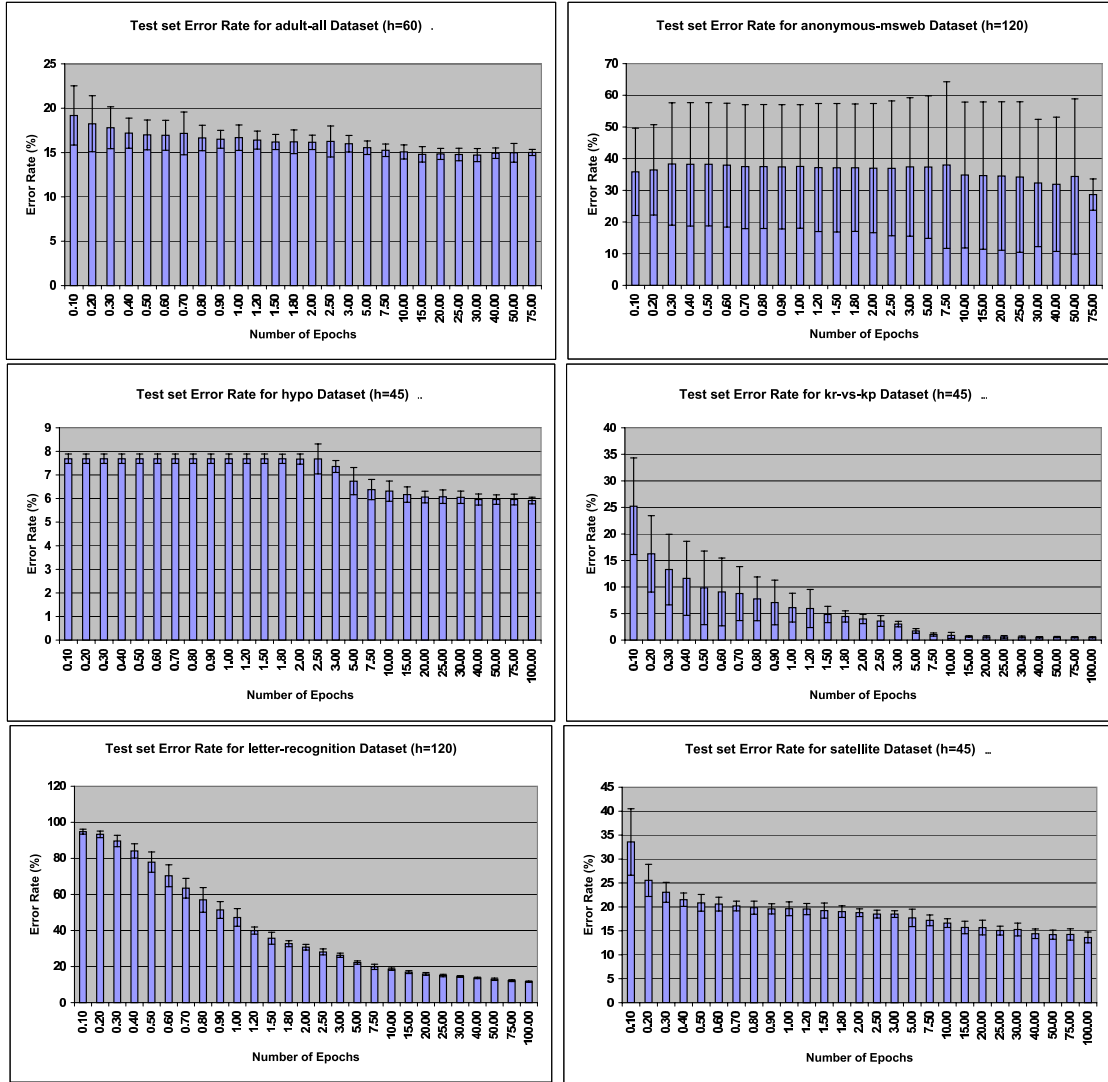 Test set Error Rate for adult-all Dataset (h=60) ..
25
20
15
10
5
0
Error Rate (%)
0.10 0.20 0.30 0.40 0.50 0.60 0.70 0.80 0.90 1.00 1.20 1.50 1.80 2.00 2.50 3.00 5.00 7.50 10.00 15.00 20.00 25.00 30.00 40.00 50.00 75.00
Number of Epochs
Test set Error Rate for anonymous-msweb Dataset (h=120)
70
60
50
40
30
20
10
0
Error Rate (%)
0.10 0.20 0.30 0.40 0.50 0.60 0.70 0.80 0.90 1.00 1.20 1.50 1.80 2.00 2.50 3.00 5.00 7.50 10.00 15.00 20.00 25.00 30.00 40.00 50.00 75.00
Number of Epochs
Test set Error Rate for hypo Dataset (h=45) ..
9
8
7
6
5
4
3
2
1
0
Error Rate (%)
0.10 0.20 0.30 0.40 0.50 0.60 0.70 0.80 0.90 1.00 1.20 1.50 1.80 2.00 2.50 3.00 5.00 7.50 10.00 15.00 20.00 25.00 30.00 40.00 50.00 75.00 100.00
Number of Epochs
Test set Error Rate for kr-vs-kp Dataset (h=45) ...
40
35
30
25
20
15
10
5
0
Error Rate (%)
0.10 0.20 0.30 0.40 0.50 0.60 0.70 0.80 0.90 1.00 1.20 1.50 1.80 2.00 2.50 3.00 5.00 7.50 10.00 15.00 20.00 25.00 30.00 40.00 50.00 75.00 100.00
Number of Epochs
Test set Error Rate for letter-recognition Dataset (h=120)
120
100
80
60
40
20
0
Error Rate (%)
0.10 0.20 0.30 0.40 0.50 0.60 0.70 0.80 0.90 1.00 1.20 1.50 1.80 2.00 2.50 3.00 5.00 7.50 10.00 15.00 20.00 25.00 30.00 40.00 50.00 75.00 100.00
Number of Epochs
Test set Error Rate for satellite Dataset (h=45) ..
45
40
35
30
25
20
15
10
5
0
Error Rate (%)
0.10 0.20 0.30 0.40 0.50 0.60 0.70 0.80 0.90 1.00 1.20 1.50 1.80 2.00 2.50 3.00 5.00 7.50 10.00 15.00 20.00 25.00 30.00 40.00 50.00 75.00 100.00
Number of Epochs